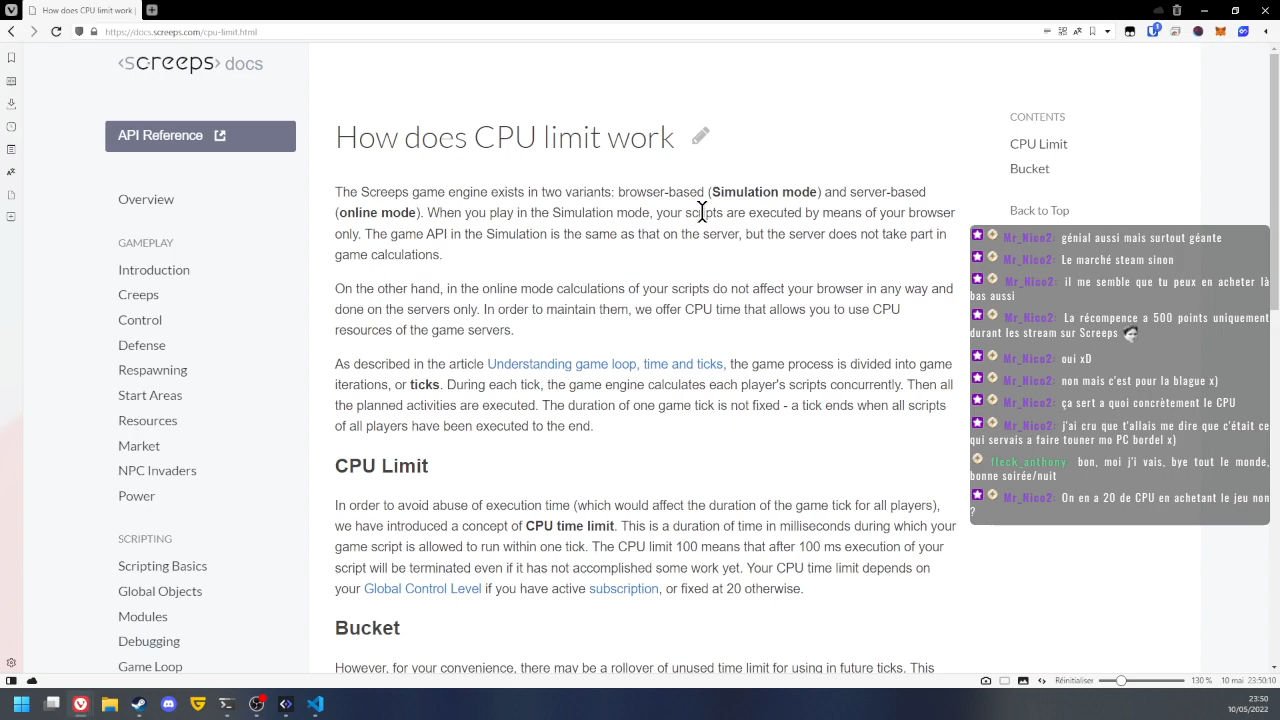 How does CPU limit work |
https://docs.screeps.com/cpu-limit.html
<screeps> docs
API Reference
Overview
GAMEPLAY
Introduction
Creeps
Control
Defense
Respawning
Start Areas
Resources
Market
NPC Invaders
Power
SCRIPTING
Scripting Basics
Global Objects
Modules
Debugging
Game Loop
How does CPU limit work
The Screeps game engine exists in two variants: browser-based (Simulation mode) and server-based
(online mode). When you play in the Simulation mode, your scripts are executed by means of your browser
only. The game API in the Simulation is the same as that on the server, but the server does not take part in
game calculations.
On the other hand, in the online mode calculations of your scripts do not affect your browser in any way and
done on the servers only. In order to maintain them, we offer CPU time that allows you to use CPU
resources of the game servers.
As described in the article Understanding game loop, time and ticks, the game process is divided into game
iterations, or ticks. During each tick, the game engine calculates each player's scripts concurrently. Then all
the planned activities are executed. The duration of one game tick is not fixed - a tick ends when all scripts
of all players have been executed to the end.
CPU Limit
In order to avoid abuse of execution time (which would affect the duration of the game tick for all players),
we have introduced a concept of CPU time limit. This is a duration of time in milliseconds during which your
game script is allowed to run within one tick. The CPU limit 100 means that after 100 ms execution of your
script will be terminated even if it has not accomplished some work yet. Your CPU time limit depends on
your Global Control Level if you have active subscription, or fixed at 20 otherwise.
Bucket
However, for your convenience, there may be a rollover of unused time limit for using in future ticks. This
CONTENTS
CPU Limit
Bucket
Back to Top
Mr_Nico2: génial aussi mais surtout géante
Mr_Nico2: Le marché steam sinon
Mr_Nico2: il me semble que tu peux en acheter là
bas aussi
Mr_Nico2: La récompense a 500 points uniquement
durant les stream sur Screeps
Mr_Nico2: oui xD
Mr_Nico2: non mais c'est pour la blague x)
Mr_Nico2: ça sert a quoi concrètement le CPU
Mr_Nico2: j'ai cru que t'allais me dire que c'était ce
qui servais a faire touner mo PC bordel x)
fleck_anthony: bon, moi j'i vais, bye tout le monde,
bonne soirée/nuit
Mr_Nico2: On en a 20 de CPU en achetant le jeu non
?
Réinitialiser
130 %
10 mai 23:50:10
23:50
10/05/2022